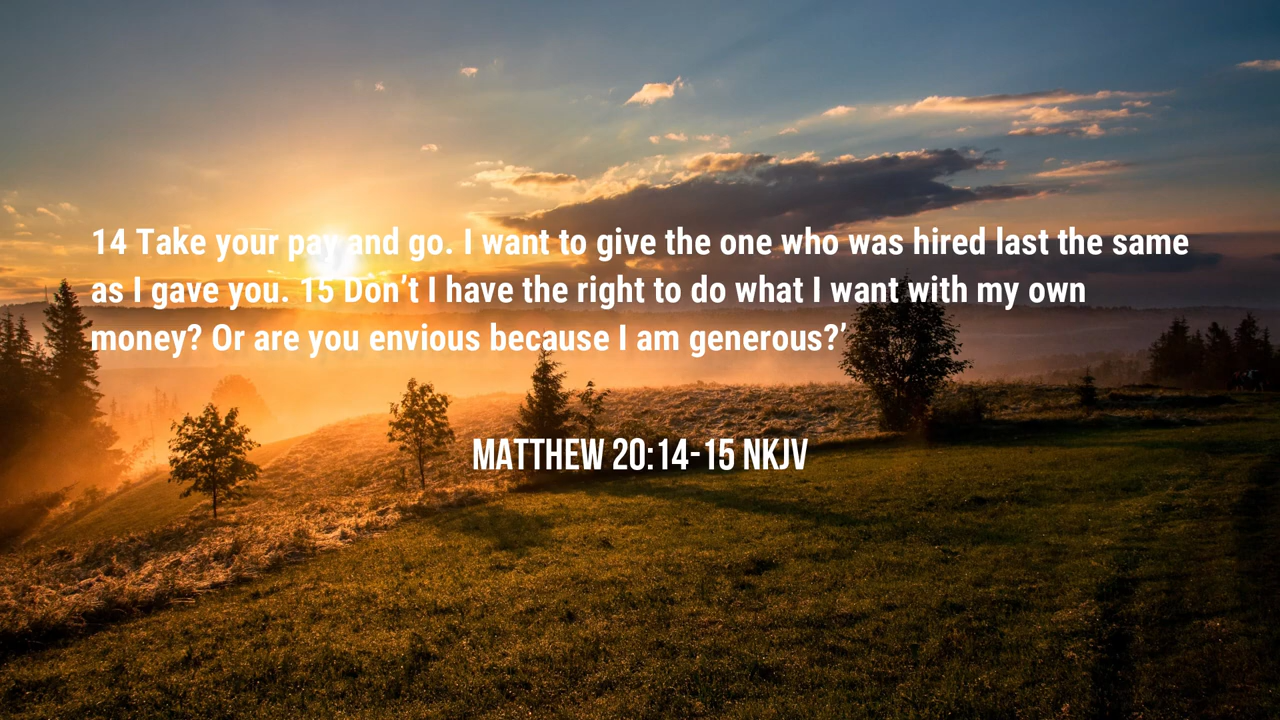 14 Take your pay and go. I want to give the one who was hired last the same
as I gave you. 15 Don’t I have the right to do what I want with my own
money? Or are you envious because I am generous?’
MATTHEW 20:14-15 NKJV